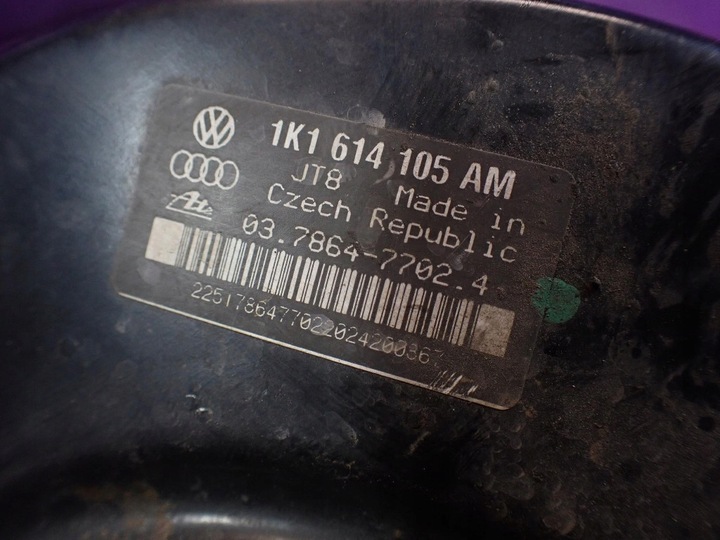 1K1 614 105 AM
JT8 Made in
Czech Republic
03.7864-7702.4